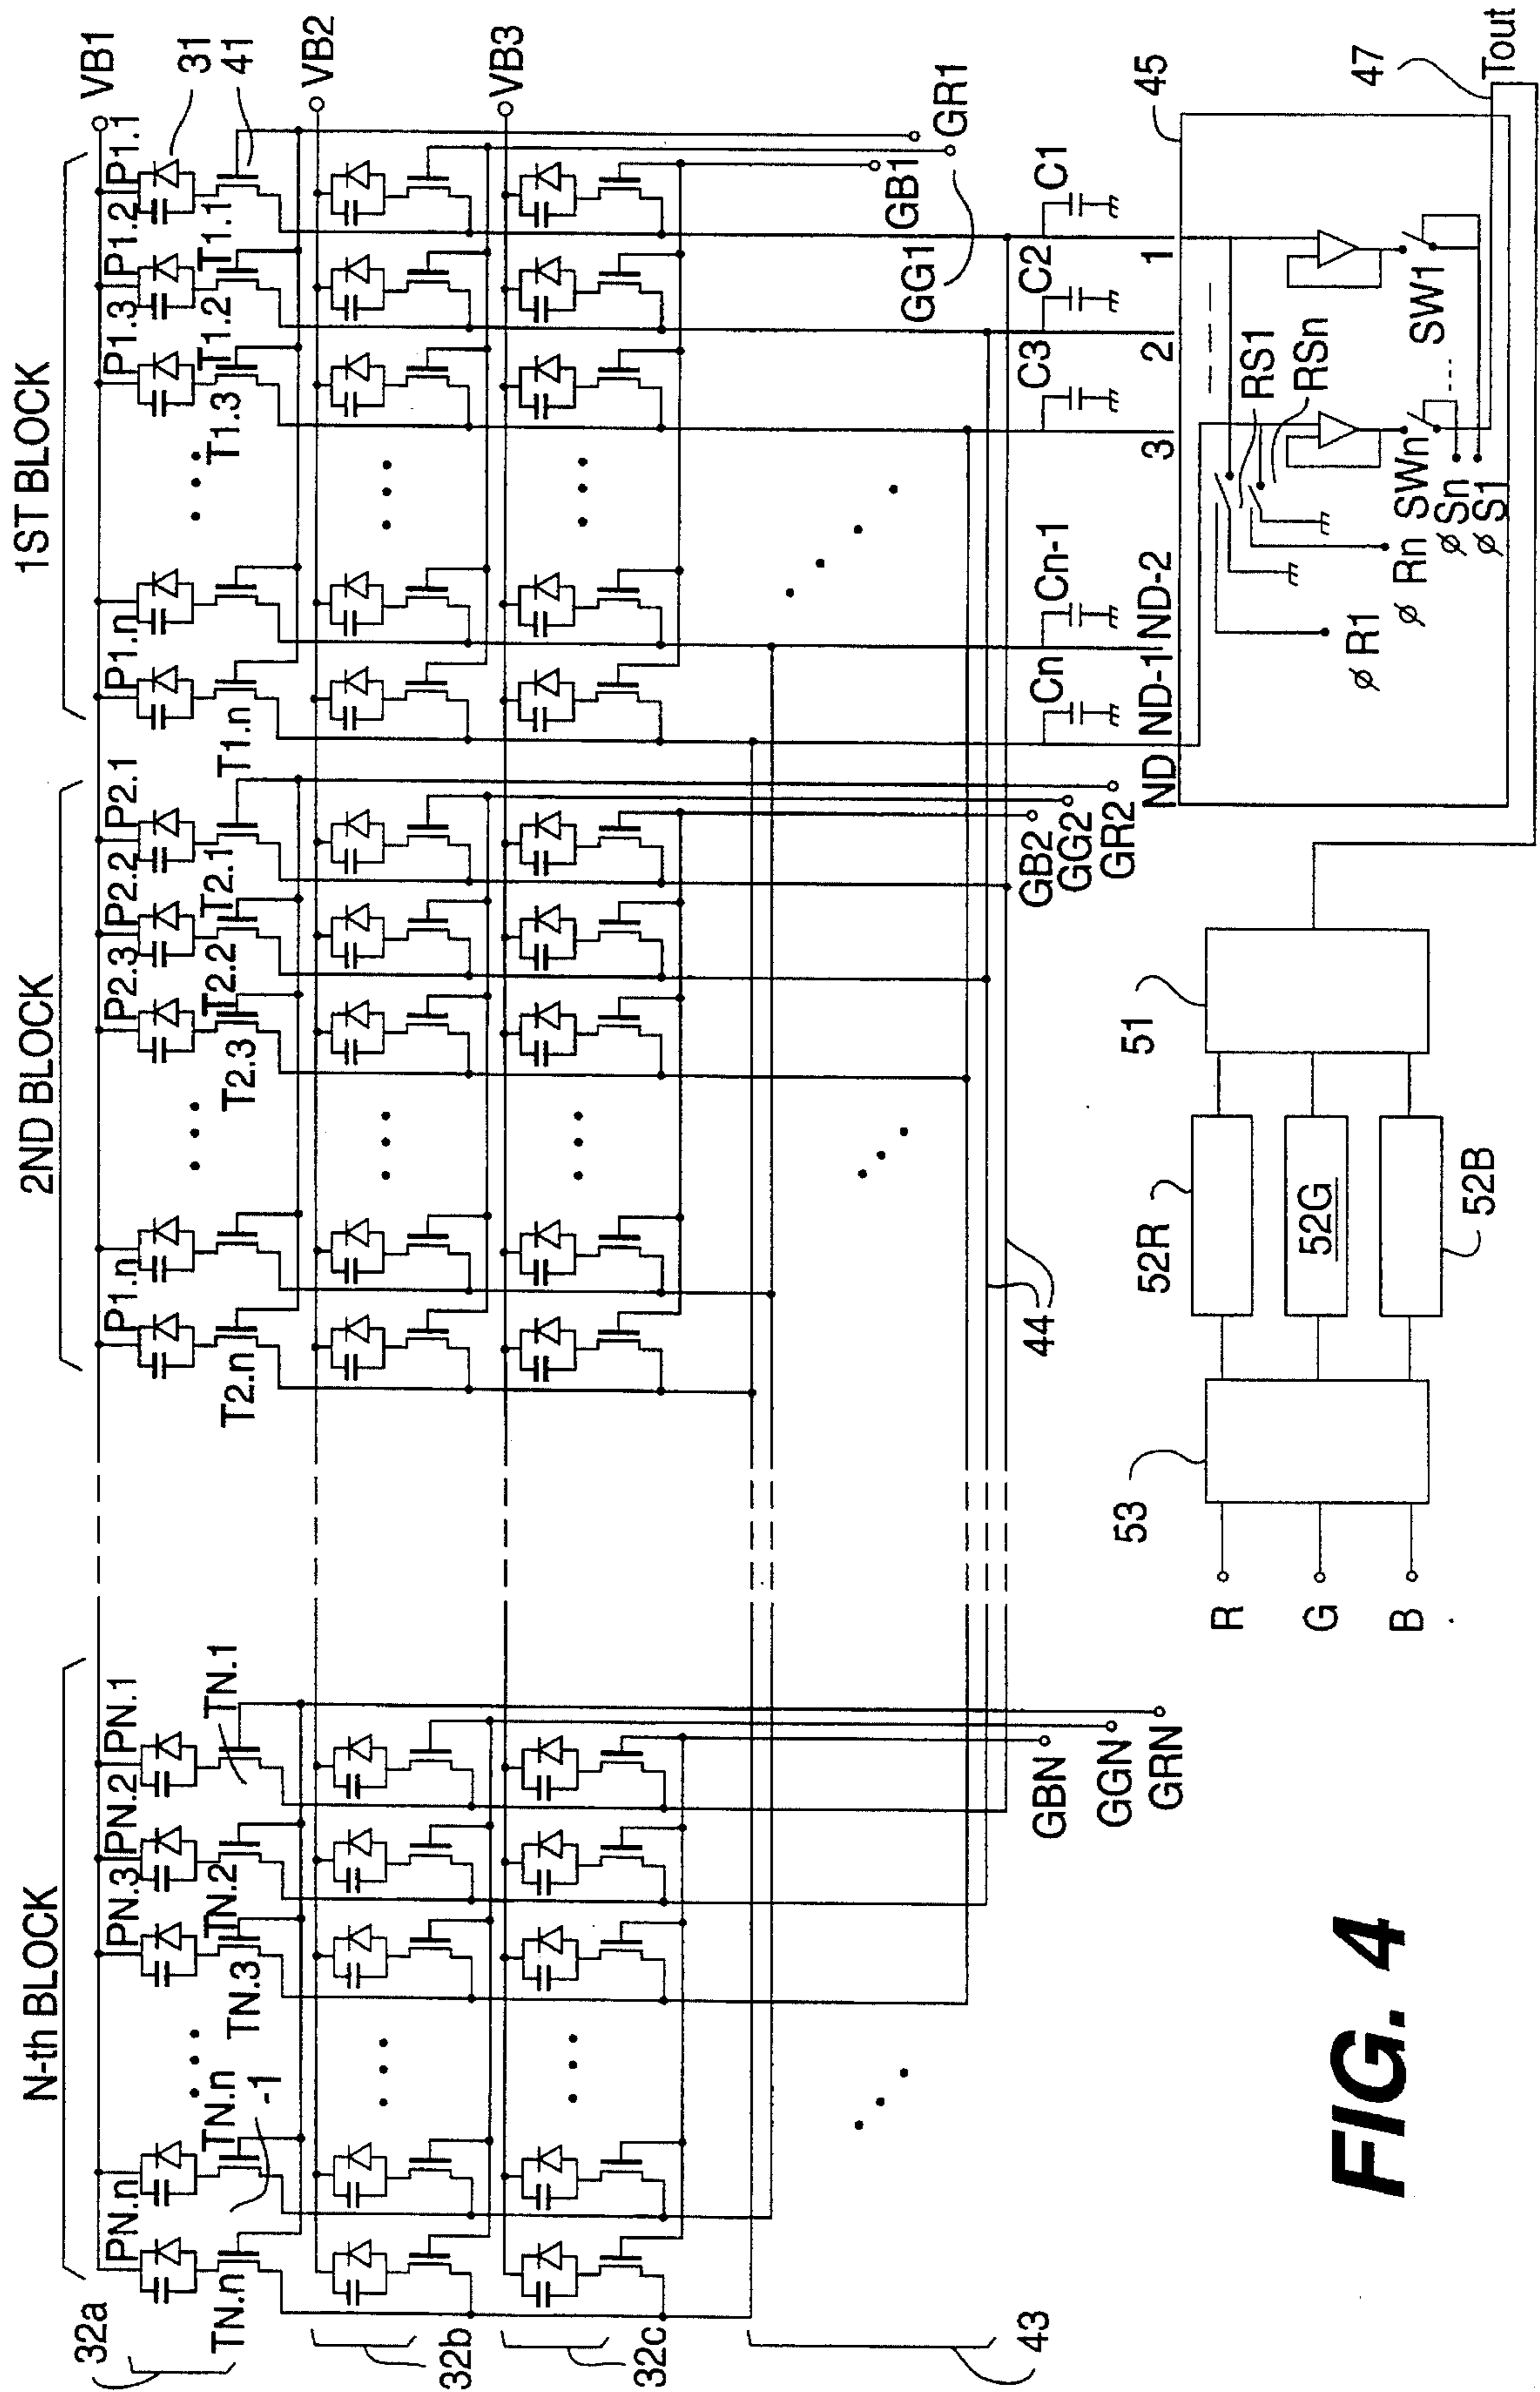 N-th BLOCK
2ND BLOCK
1ST BLOCK
VB1
32a
PN.n
PN.3
PN.2
PN.1
P1.n
P2.3
P2.2
P2.1
P1.n
P1.3
P1.2
P1.1
31
TN.n
TN.n
-1
TN.3
TN.2
TN.1
T2.n
T2.3
T2.2
T2.1
T1.n
T1.3
T1.2
T1.1
41
32b
VB2
32c
VB3
43
44
GBN
GGN
GRN
GB2
GG2
GR2
GG1
GB1
GR1
Cn
Cn-1
C3
C2
C1
ND
ND-1
ND-2
3
2
1
45
RS1
RSn
ø R1
ø Rn
SWn
SW1
ø Sn
ø S1
47
Tout
53
52R
52G
52B
51
R
G
B
FIG. 4